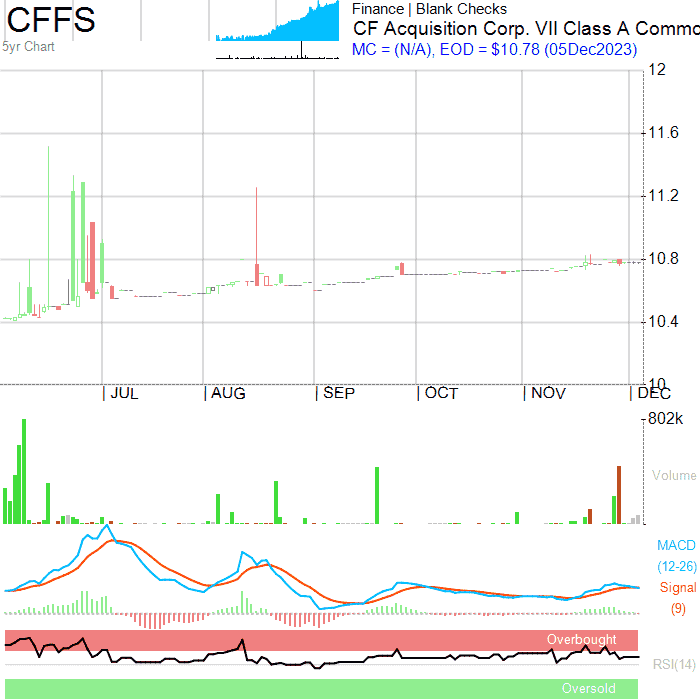 CFFS
5yr Chart
Finance | Blank Checks
CF Acquisition Corp. VII Class A Commo
MC = (N/A), EOD = $10.78 (05Dec2023)
12
11.6
11.2
10.8
10.4
10
| JUL | AUG | SEP | OCT | NOV | DEC
802k
Volume
MACD
(12-26)
Signal
(9)
Overbought
RSI(14)
Oversold